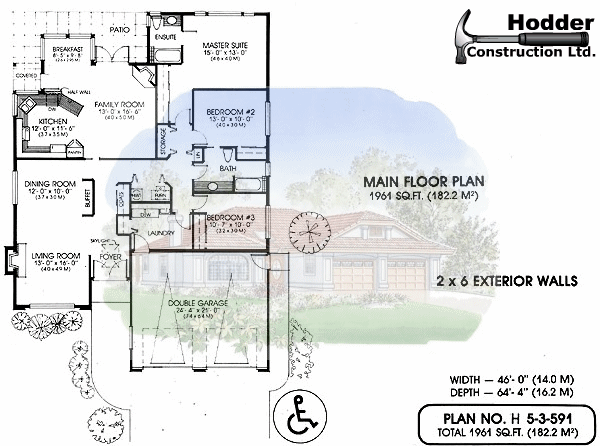 Hodder
Construction Ltd.
PATIO
ENSUITE
MASTER SUITE
15'- 0" x 13'- 0"
(4.6 x 4.0 M)
BREAKFAST
8'- 5" x 9'- 8"
(2.6 x 2.95 M)
COVERED
HALF WALL
FAMILY ROOM
13'- 0" x 16'- 6"
(4.0 x 5.0 M)
DW
KITCHEN
12'- 0" x 11'- 6"
(3.7 x 3.5 M)
PANTRY
STORAGE
BEDROOM #2
13'- 0" x 10'- 0"
(4.0 x 3.0 M)
LIN
BATH
MAIN FLOOR PLAN
1961 SQ.FT. (182.2 M²)
DINING ROOM
12'- 0" x 10'- 0"
(3.7 x 3.0 M)
BUFFET
COATS
FURN
BEDROOM #3
10'- 7" x 10'- 0"
(3.2 x 3.0 M)
LAUNDRY
SKYLIGHT
FOYER
LIVING ROOM
13'- 0" x 16'- 0"
(4.0 x 4.9 M)
2 x 6 EXTERIOR WALLS
DOUBLE GARAGE
24'- 4" x 21'- 0"
(7.4 x 6.4 M)
WIDTH — 46'- 0" (14.0 M)
DEPTH — 64'- 4" (16.2 M)
PLAN NO. H 5-3-591
TOTAL 1961 SQ.FT. (182.2 M²)